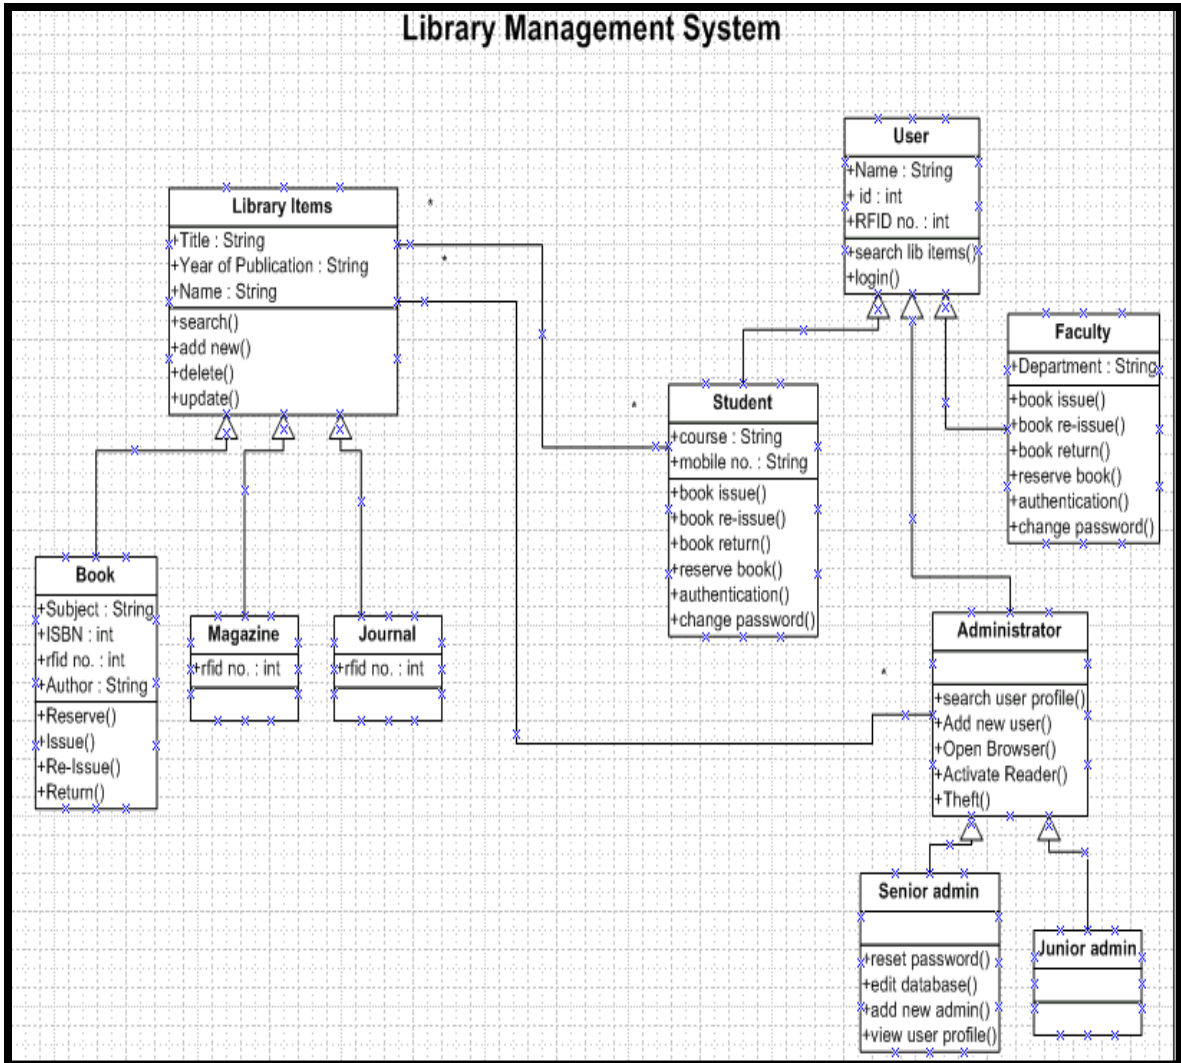 Library Management System
User
+Name : String
+ id : int
+RFID no. : int
+search lib items()
+login()
Library Items
+Title : String
+Year of Publication : String
+Name : String
+search()
+add new()
+delete()
+update()
*
*
Faculty
+Department : String
+book issue()
+book re-issue()
+book return()
+reserve book()
+authentication()
+change password()
Student
+course : String
+mobile no. : String
+book issue()
+book re-issue()
+book return()
+reserve book()
+authentication()
+change password()
*
Book
+Subject : String
+ISBN : int
+rfid no. : int
+Author : String
+Reserve()
+Issue()
+Re-Issue()
+Return()
Magazine
+rfid no. : int
Journal
+rfid no. : int
*
Administrator
+search user profile()
+Add new user()
+Open Browser()
+Activate Reader()
+Theft()
Senior admin
+reset password()
+edit database()
+add new admin()
+view user profile()
Junior admin